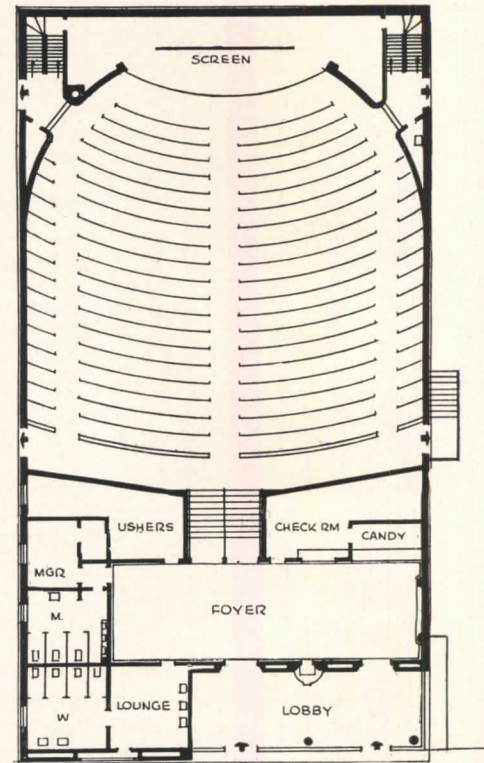 SCREEN
USHERS
CHECK RM
CANDY
MGR
FOYER
M.
W
LOUNGE
LOBBY